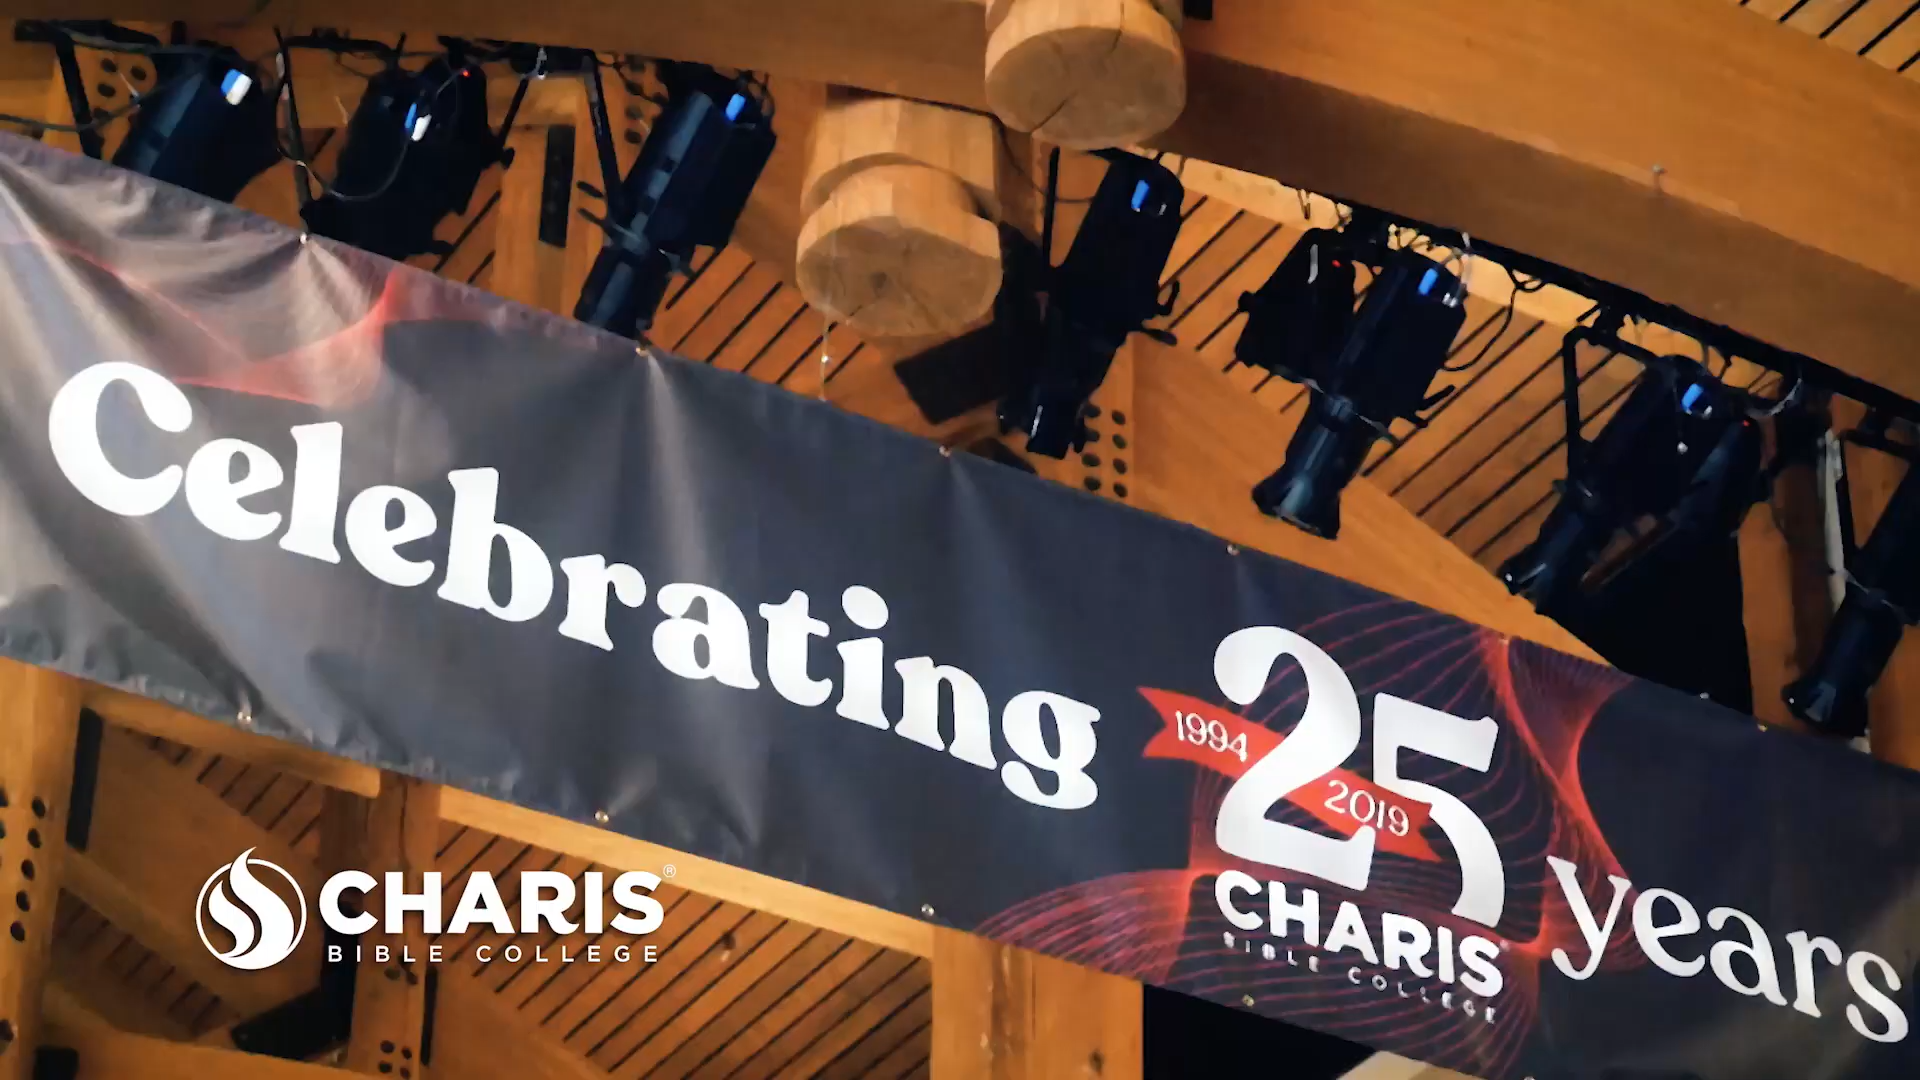 Celebrating
1994
25
2019
CHARIS
BIBLE COLLEGE
years
CHARIS®
BIBLE COLLEGE